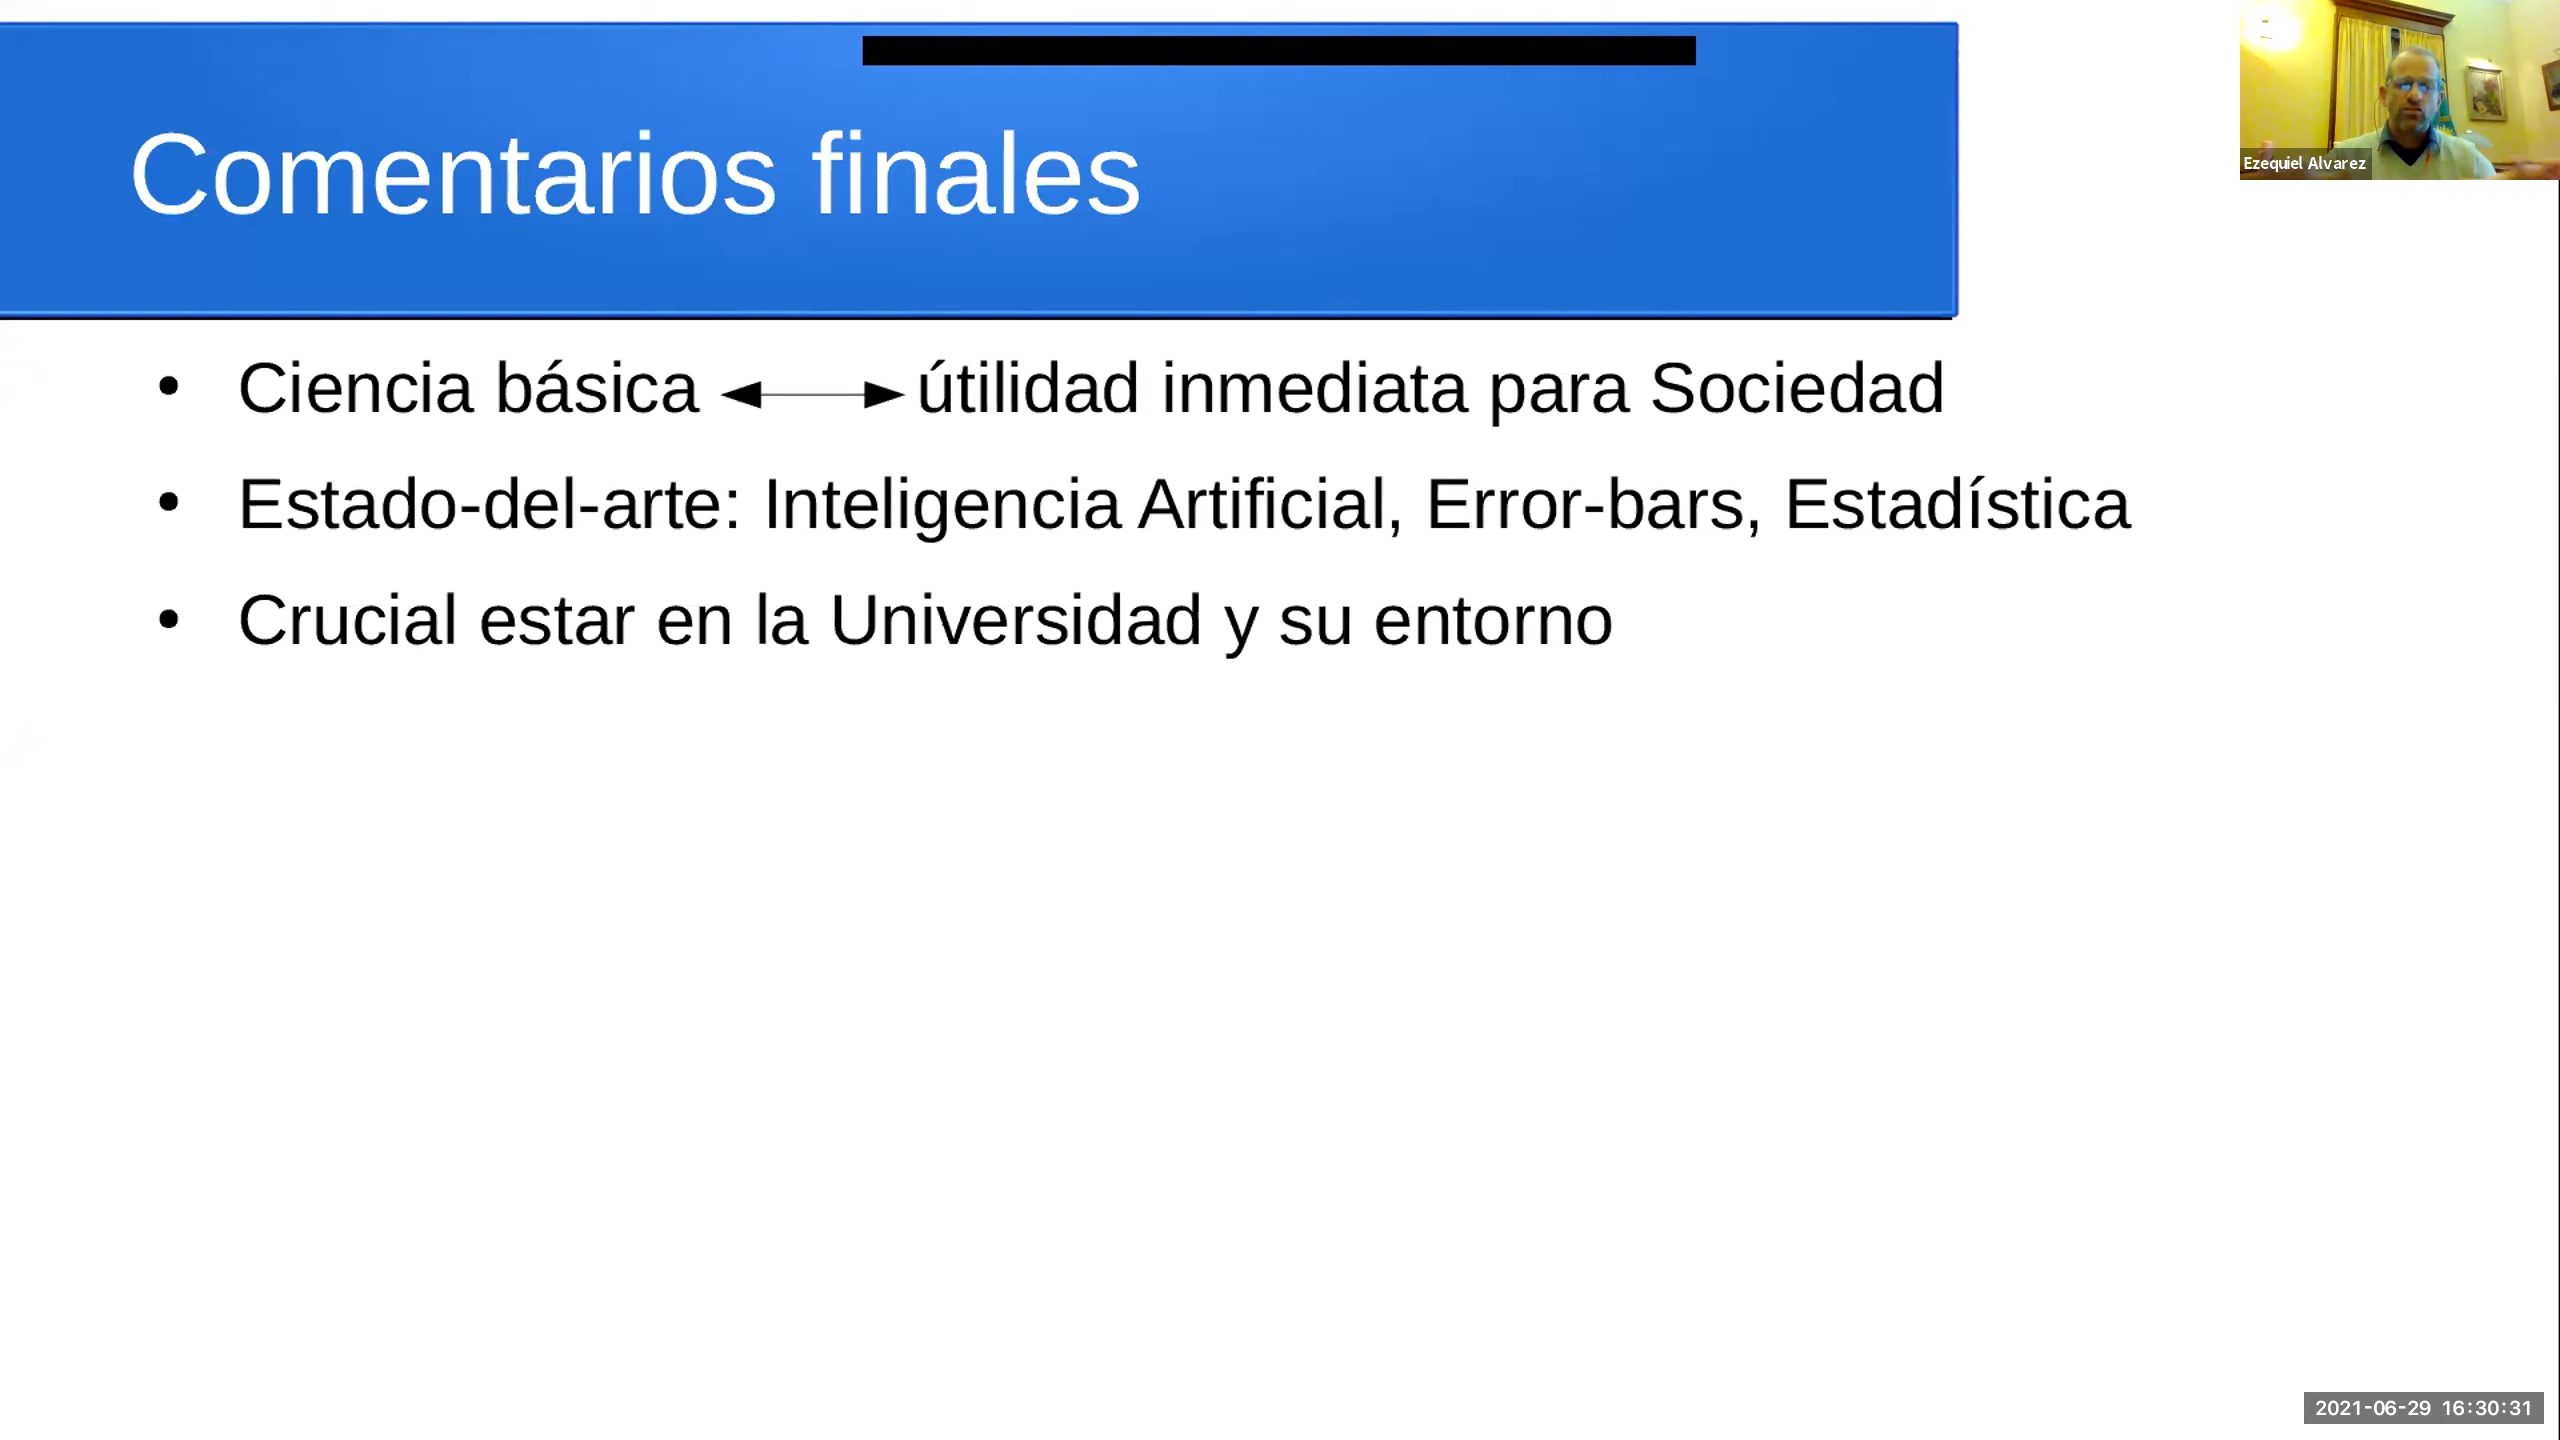 Comentarios finales
Ezequiel Alvarez
• Ciencia básica útilidad inmediata para Sociedad
• Estado-del-arte: Inteligencia Artificial, Error-bars, Estadística
• Crucial estar en la Universidad y su entorno
2021-06-29 16:30:31